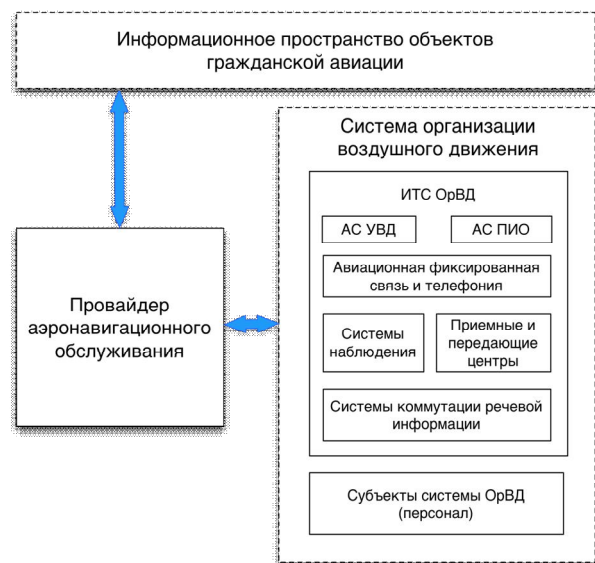 Информационное пространство объектов
гражданской авиации
Система организации
воздушного движения
ИТС ОрВД
АС УВД
АС ПИО
Авиационная фиксированная
связь и телефония
Системы
наблюдения
Приемные и
передающие
центры
Системы коммутации речевой
информации
Субъекты системы ОрВД
(персонал)
Провайдер
аэронавигационного
обслуживания